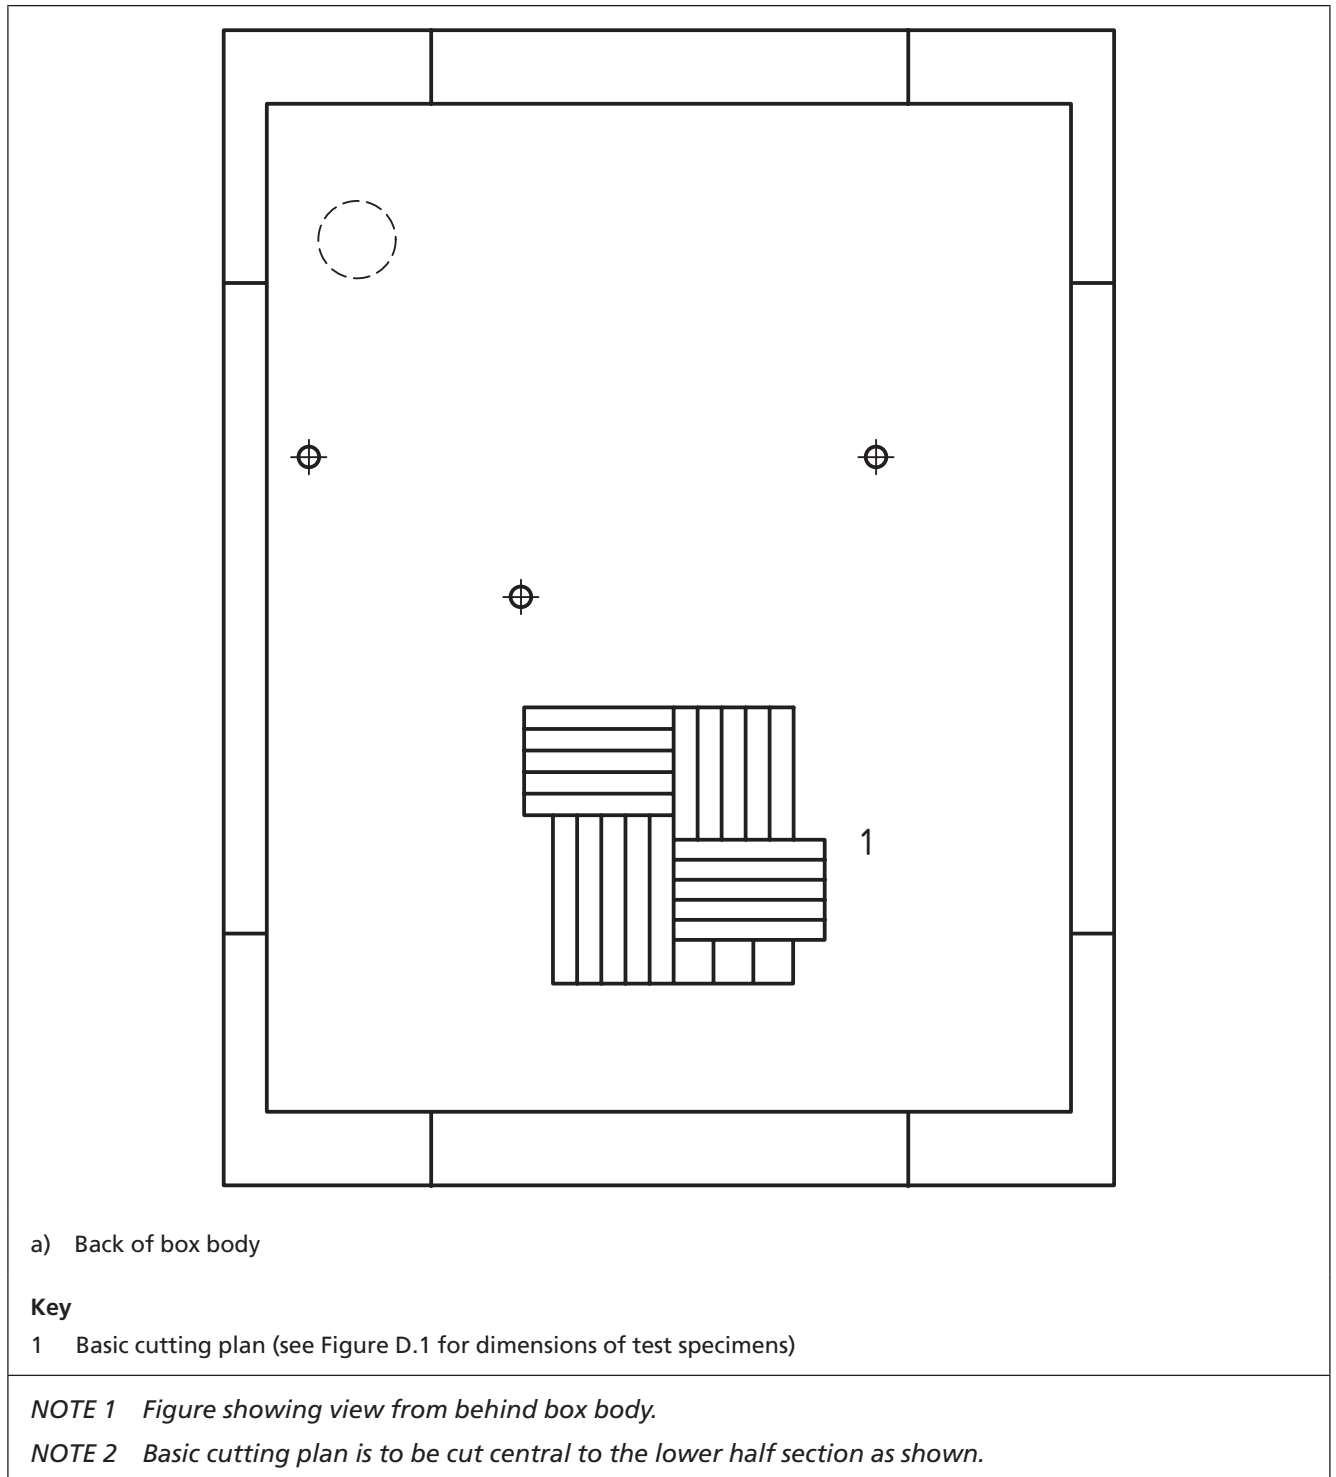 1
a) Back of box body
Key
1 Basic cutting plan (see Figure D.1 for dimensions of test specimens)
NOTE 1 Figure showing view from behind box body.
NOTE 2 Basic cutting plan is to be cut central to the lower half section as shown.